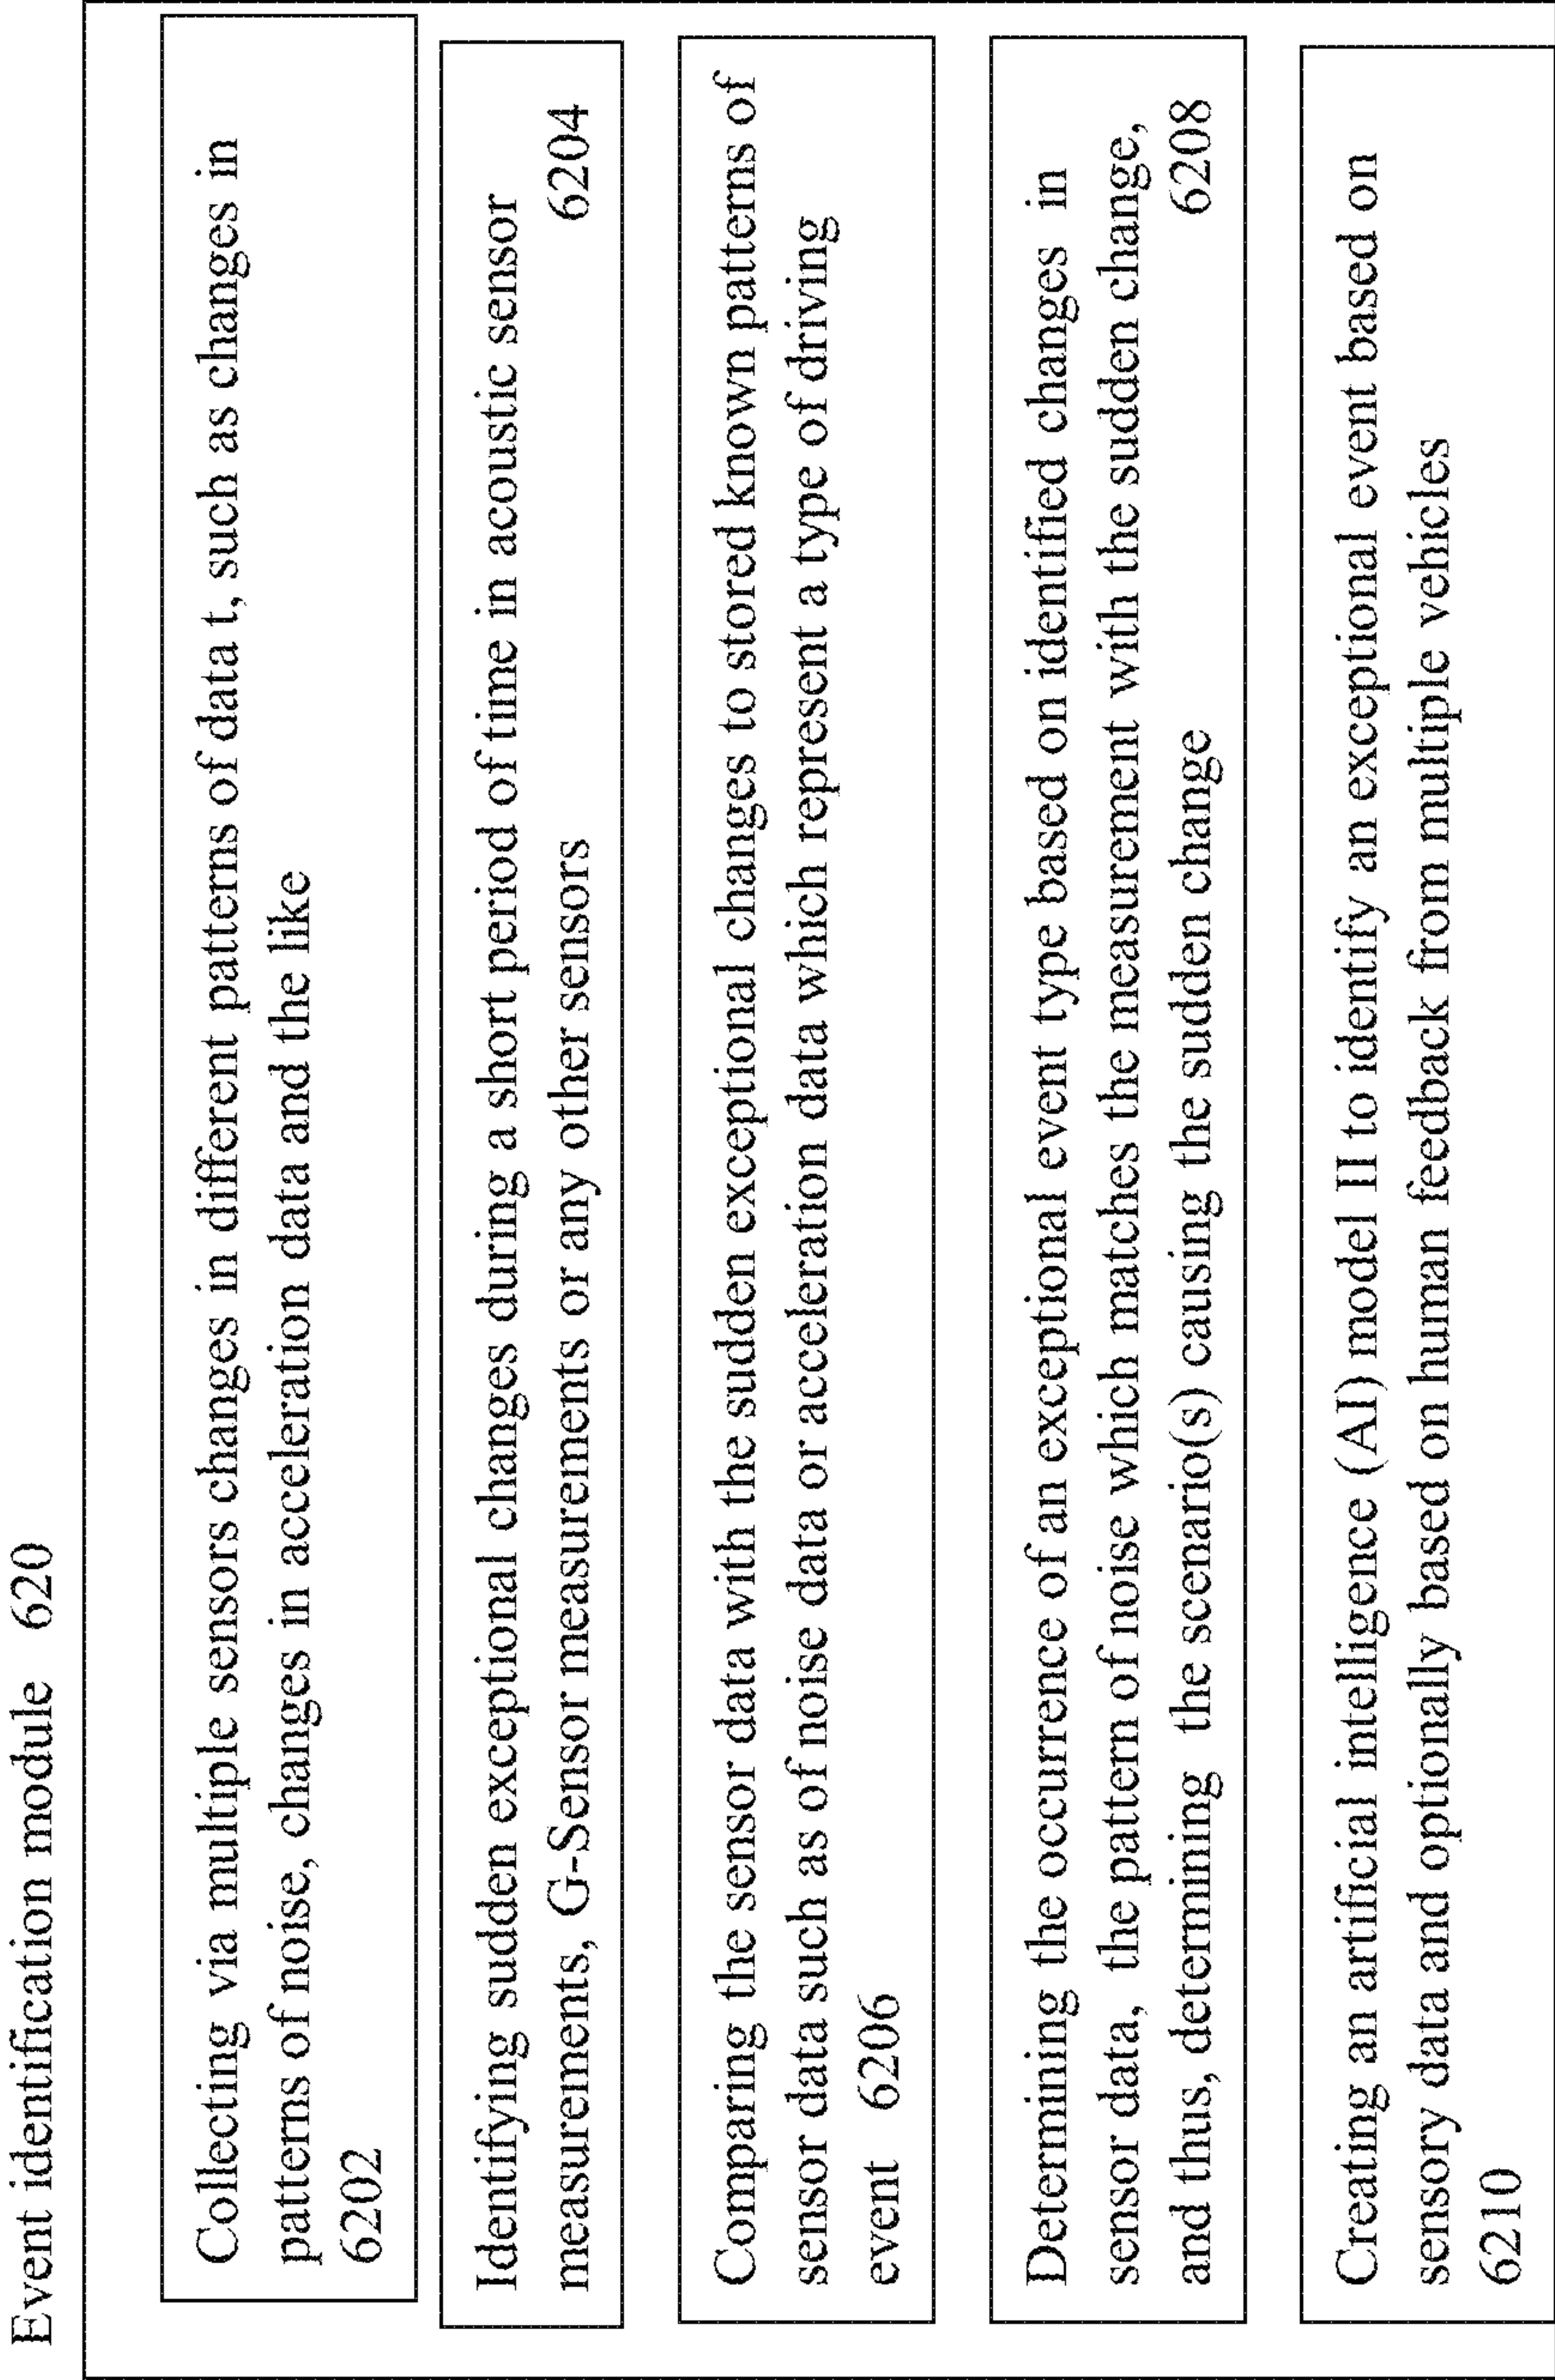 Event identification module 620
Collecting via multiple sensors changes in different patterns of data t, such as changes in
patterns of noise, changes in acceleration data and the like
6202
Identifying sudden exceptional changes during a short period of time in acoustic sensor
measurements, G-Sensor measurements or any other sensors 6204
Comparing the sensor data with the sudden exceptional changes to stored known patterns of
sensor data such as of noise data or acceleration data which represent a type of driving
event 6206
Determining the occurrence of an exceptional event type based on identified changes in
sensor data, the pattern of noise which matches the measurement with the sudden change,
and thus, determining the scenario(s) causing the sudden change 6208
Creating an artificial intelligence (AI) model II to identify an exceptional event based on
sensory data and optionally based on human feedback from multiple vehicles
6210